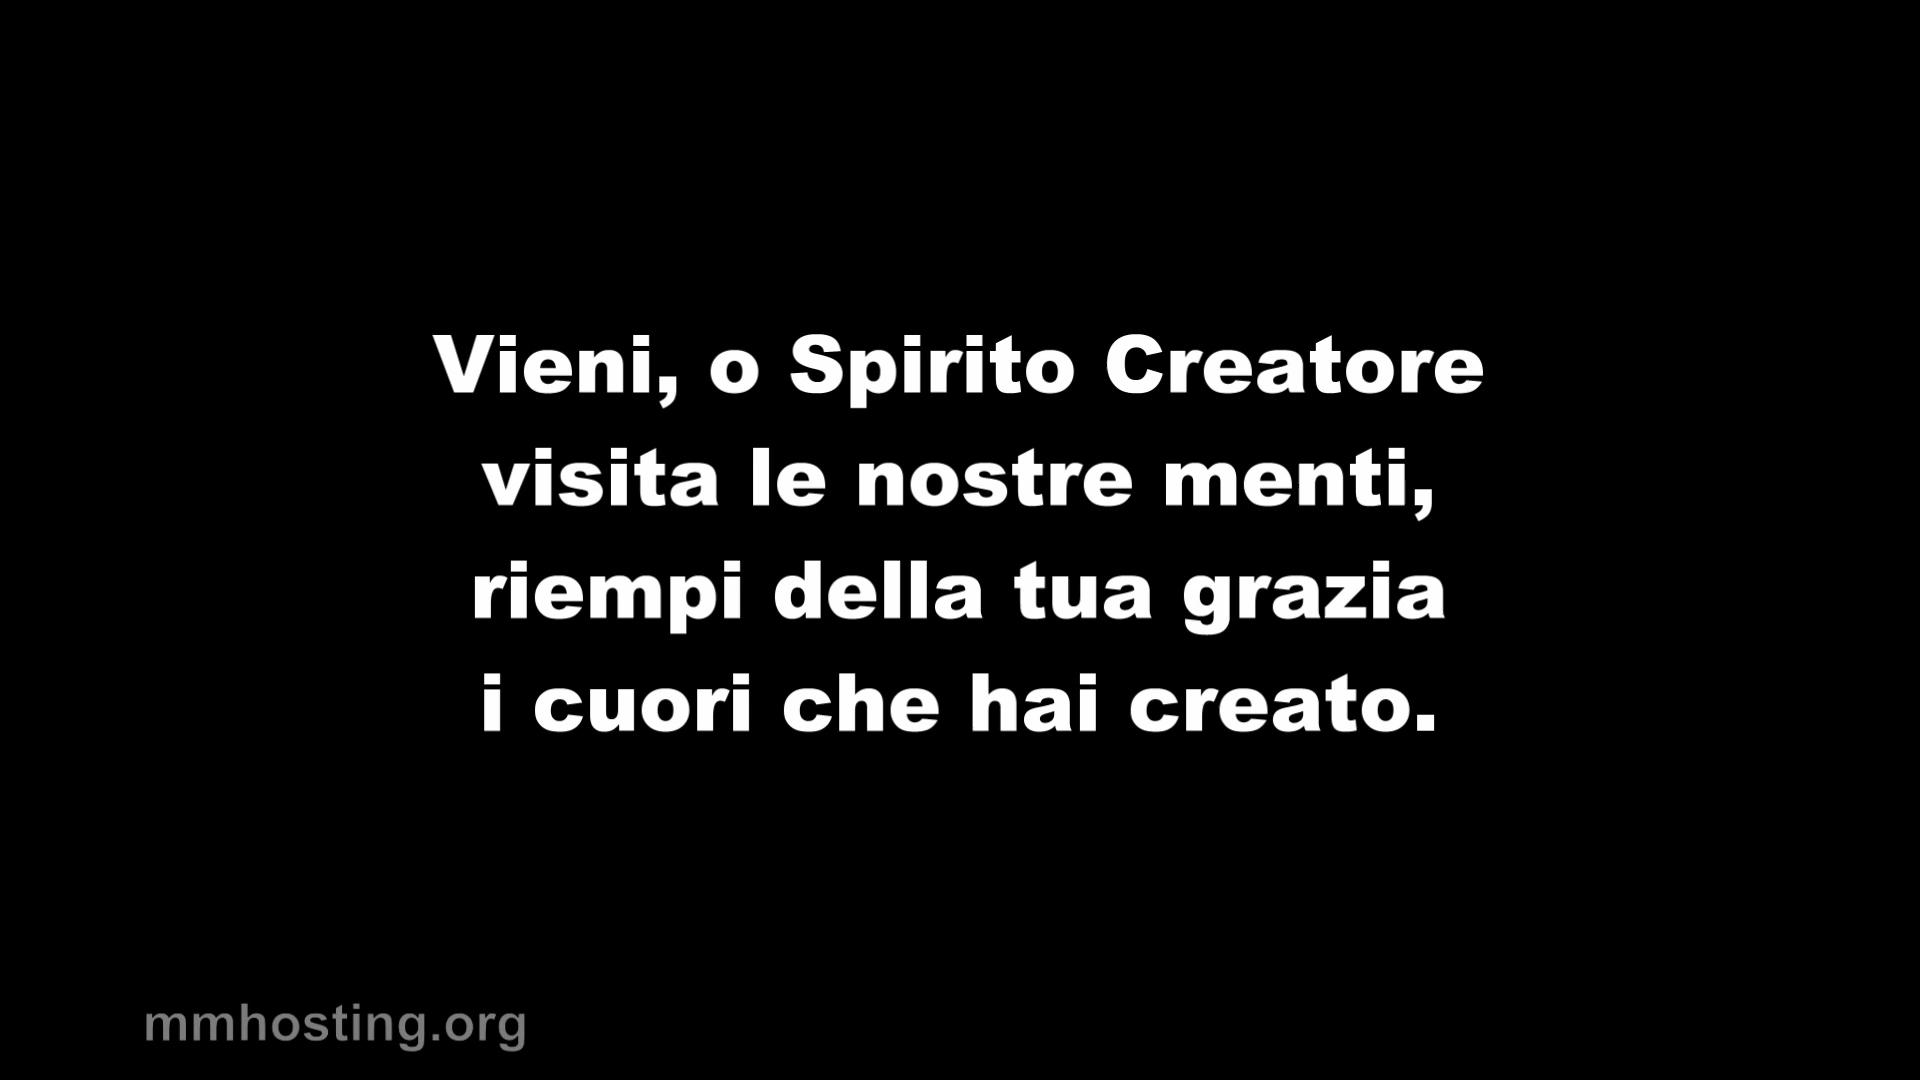 Vieni, o Spirito Creatore
visita le nostre menti,
riempi della tua grazia
i cuori che hai creato.
mmhosting.org